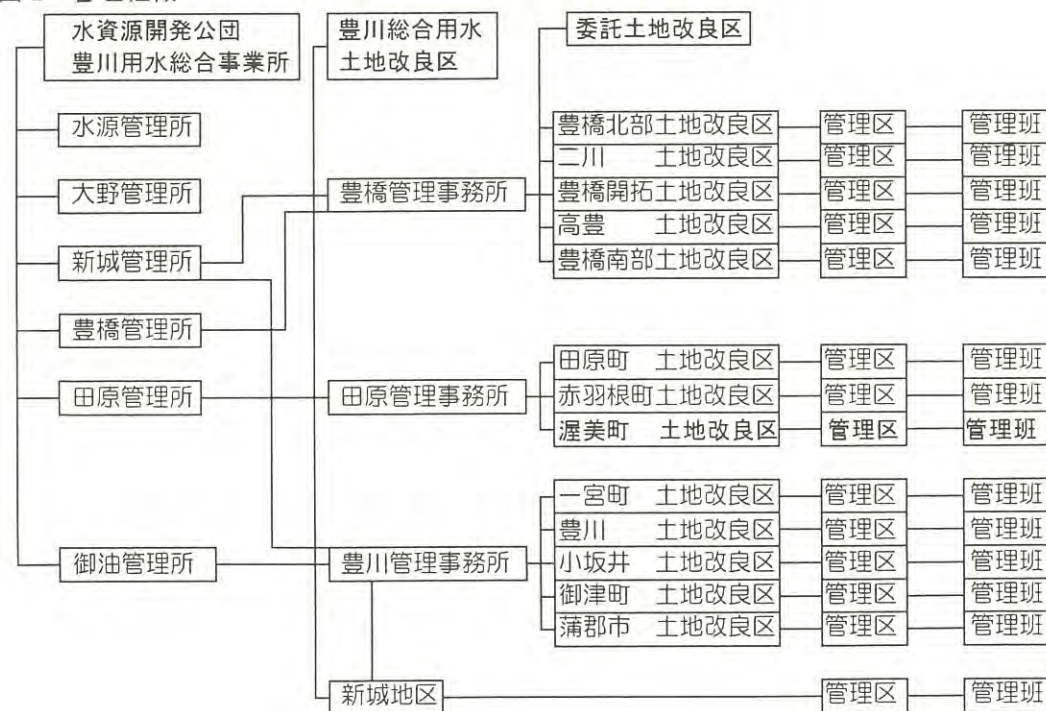 水資源開発公団
豊川用水総合事業所
豊川総合用水
土地改良区
委託土地改良区
水源管理所
大野管理所
新城管理所
豊橋管理所
田原管理所
御油管理所
豊橋管理事務所
田原管理事務所
豊川管理事務所
新城地区
豊橋北部土地改良区 管理区 管理班
二川 土地改良区 管理区 管理班
豊橋開拓土地改良区 管理区 管理班
高豊 土地改良区 管理区 管理班
豊橋南部土地改良区 管理区 管理班
田原町 土地改良区 管理区 管理班
赤羽根町土地改良区 管理区 管理班
渥美町 土地改良区 管理区 管理班
一宮町 土地改良区 管理区 管理班
豊川 土地改良区 管理区 管理班
小坂井 土地改良区 管理区 管理班
御津町 土地改良区 管理区 管理班
蒲郡市 土地改良区 管理区 管理班
管理区 管理班